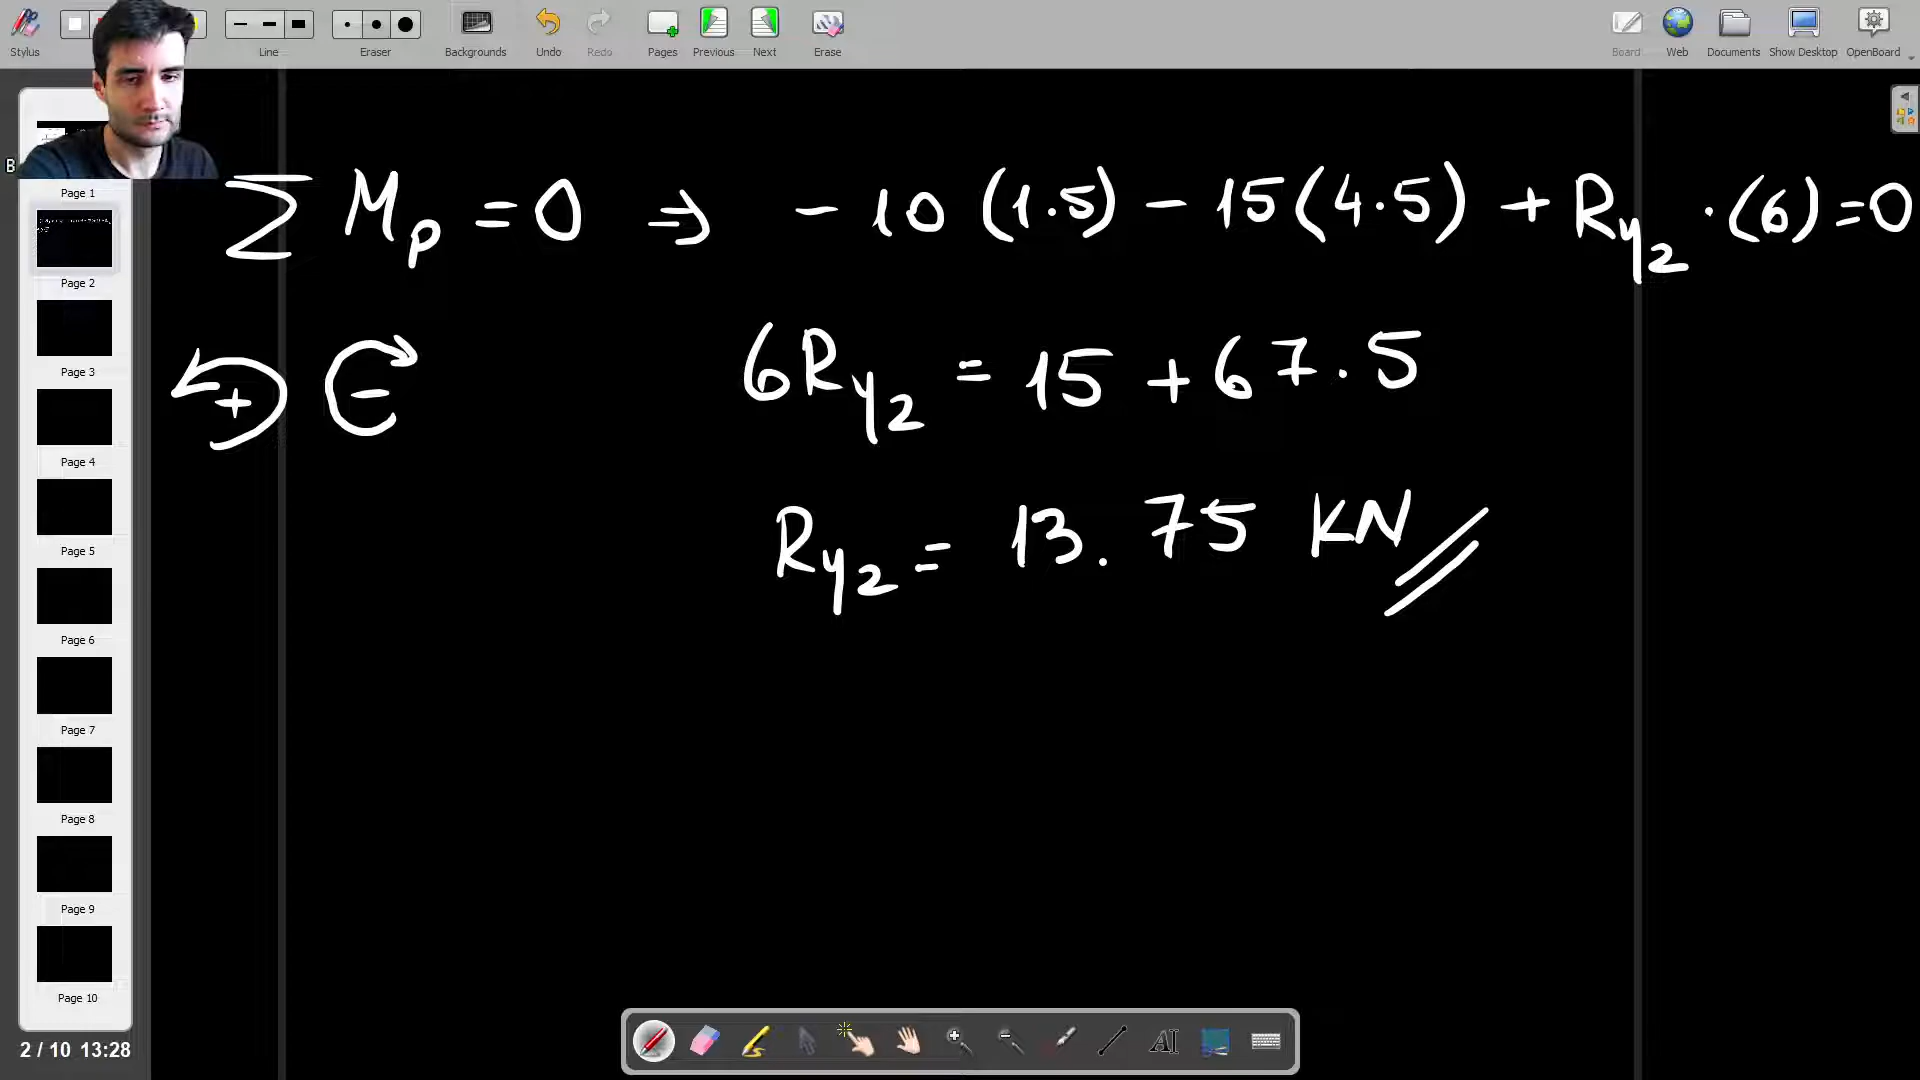 Stylus
Line
Eraser
Backgrounds
Undo
Redo
Pages
Previous
Next
Erase
Board
Web
Documents
Show Desktop
OpenBoard
B
Page 1
Page 2
Page 3
Page 4
Page 5
Page 6
Page 7
Page 8
Page 9
Page 10
2 / 10 13:28
∑ Mp = 0 ⇒ - 10 (1.5) - 15 (4.5) + Ry₂ · (6) = 0
+ -
6Ry₂ = 15 + 67.5
Ry₂ = 13.75 KN //
AI